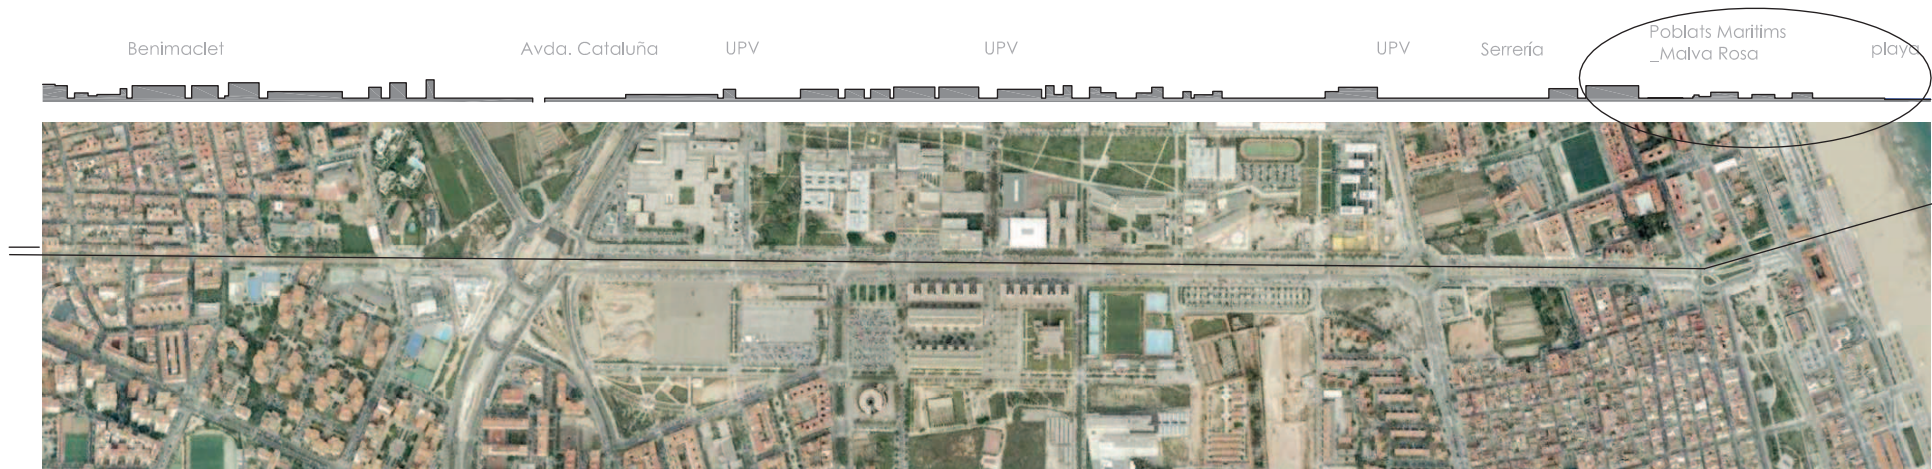 Benimaclet
Avda. Cataluña
UPV
UPV
UPV
Serrería
Poblats Maritims
_Malva Rosa
playa